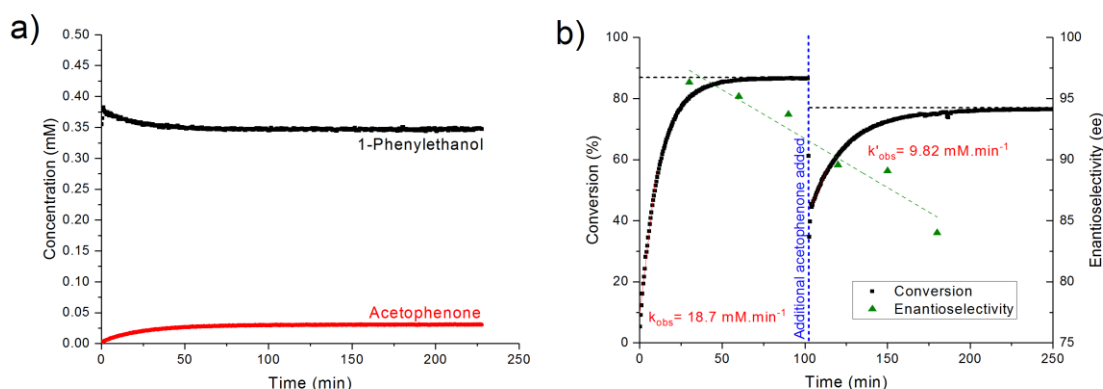 a)
0.50
0.45
0.40
0.35
0.30
0.25
0.20
0.15
0.10
0.05
0.00
Concentration (mM)
1-Phenylethanol
Acetophenone
0
50
100
150
200
250
Time (min)
b)
100
80
60
40
20
0
Conversion (%)
k_obs= 18.7 mM.min⁻¹
Additional acetophenone added
k'_obs= 9.82 mM.min⁻¹
Conversion
Enantioselectivity
100
95
90
85
80
75
Enantioselectivity (ee)
0
50
100
150
200
250
Time (min)